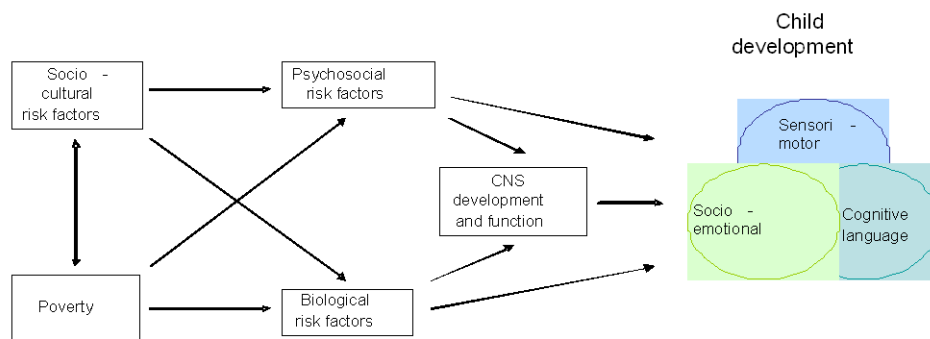 Child
development
Socio -
cultural
risk factors
Psychosocial
risk factors
Sensori -
motor
CNS
development
and function
Socio -
emotional
Cognitive
language
Poverty
Biological
risk factors